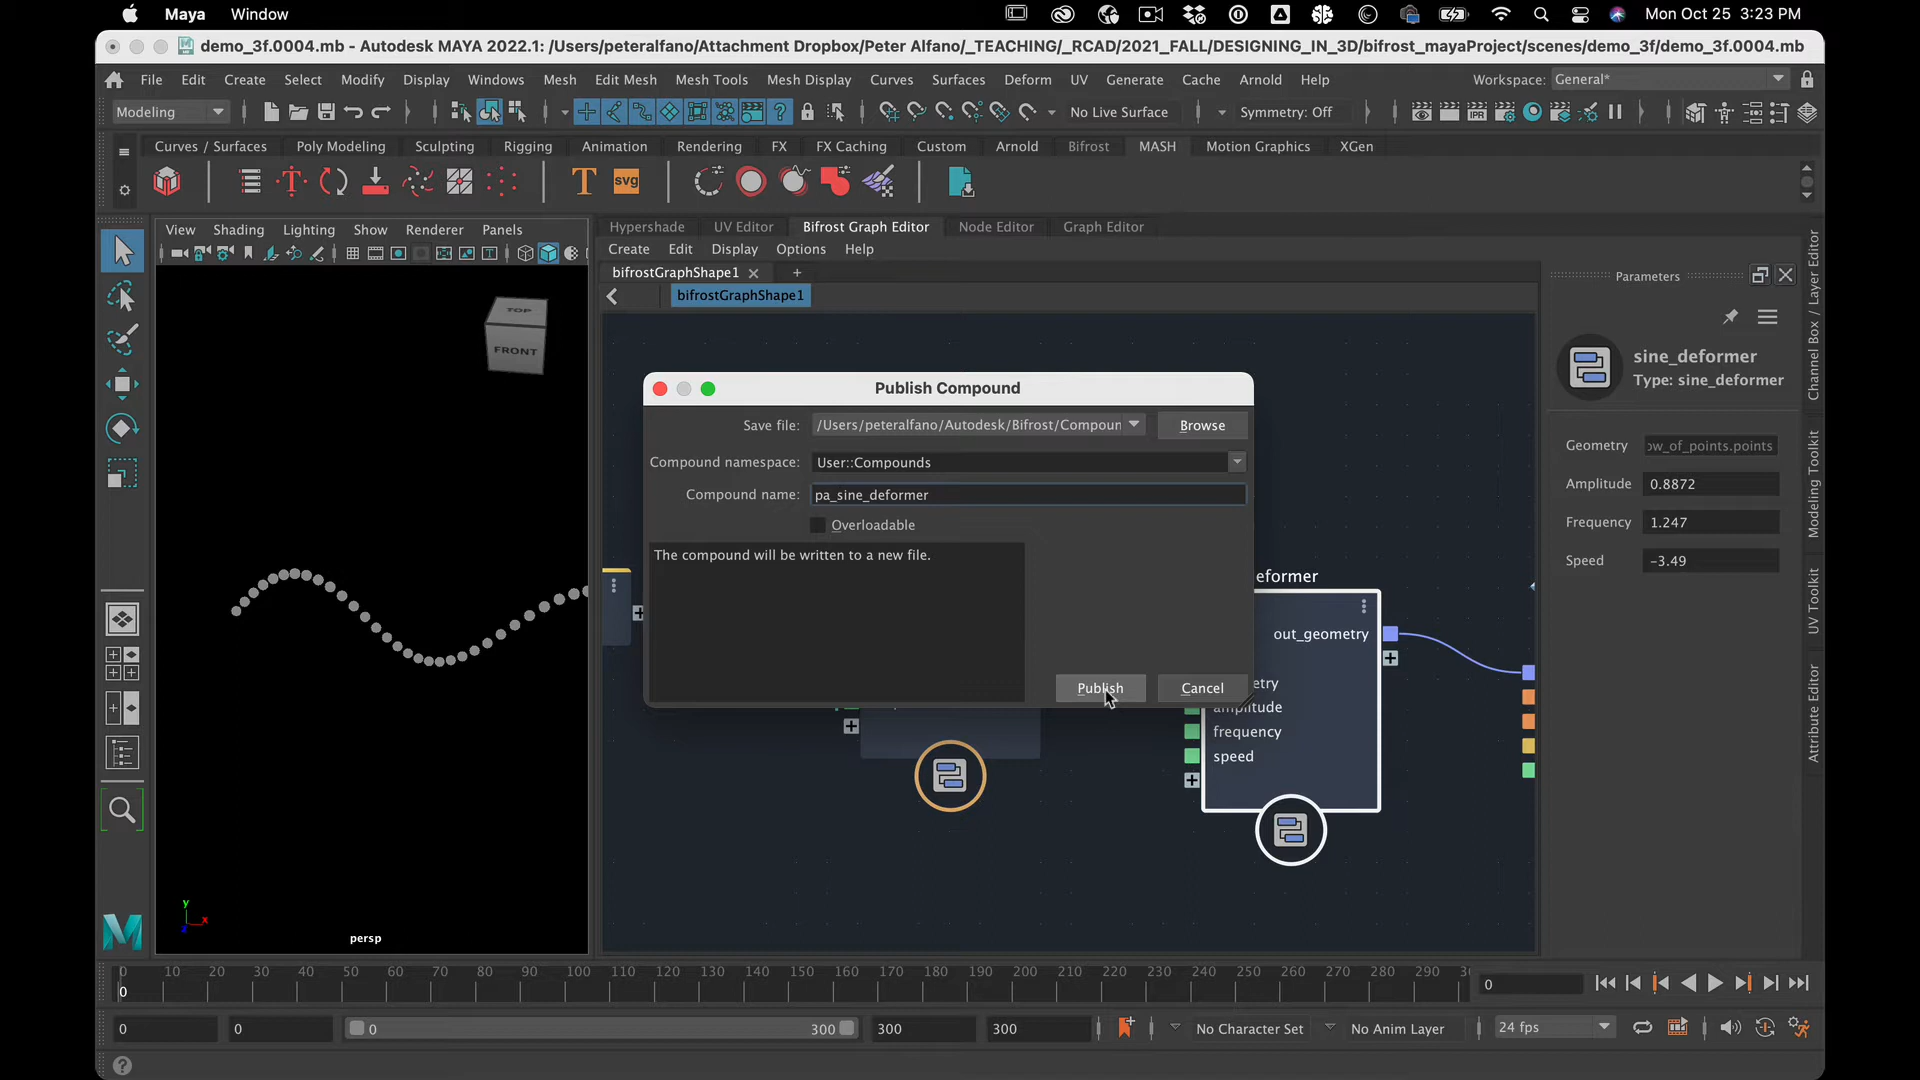 Maya Window Mon Oct 25 3:23 PM
demo_3f.0004.mb - Autodesk MAYA 2022.1: /Users/peteralfano/Attachment Dropbox/Peter Alfano/_TEACHING/_RCAD/2021_FALL/DESIGNING_IN_3D/bifrost_mayaProject/scenes/demo_3f/demo_3f.0004.mb
File Edit Create Select Modify Display Windows Mesh Edit Mesh Mesh Tools Mesh Display Curves Surfaces Deform UV Generate Cache Arnold Help Workspace: General*
Modeling No Live Surface Symmetry: Off IPR
Curves / Surfaces Poly Modeling Sculpting Rigging Animation Rendering FX FX Caching Custom Arnold Bifrost MASH Motion Graphics XGen
T svg
View Shading Lighting Show Renderer Panels
Hypershade UV Editor Bifrost Graph Editor Node Editor Graph Editor
Create Edit Display Options Help
bifrostGraphShape1 +
bifrostGraphShape1
TOP
FRONT
Publish Compound
Save file: /Users/peteralfano/Autodesk/Bifrost/Compoun Browse
Compound namespace: User::Compounds
Compound name: pa_sine_deformer
Overloadable
The compound will be written to a new file.
Publish Cancel
eformer
out_geometry
etry
amplitude
frequency
speed
Parameters
sine_deformer
Type: sine_deformer
Geometry ow_of_points.points
Amplitude 0.8872
Frequency 1.247
Speed -3.49
Channel Box / Layer Editor
Modeling Toolkit
UV Toolkit
Attribute Editor
y
x
persp
M
0 10 20 30 40 50 60 70 80 90 100 110 120 130 140 150 160 170 180 190 200 210 220 230 240 250 260 270 280 290 3
0 0
0 0 0 300 300 300 No Character Set No Anim Layer 24 fps
?